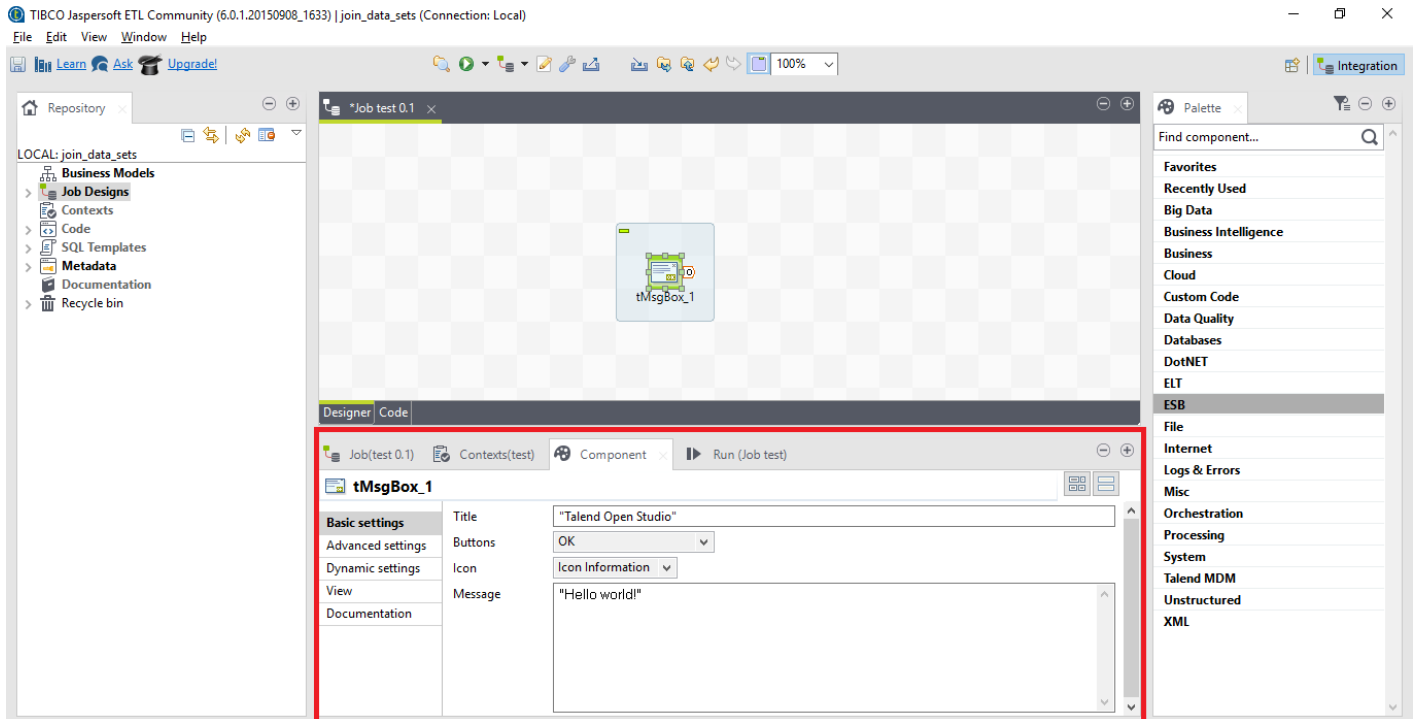 TIBCO Jaspersoft ETL Community (6.0.1.20150908_1633) | join_data_sets (Connection: Local)
File Edit View Window Help
Learn Ask Upgrade! 100% Integration
Repository
LOCAL: join_data_sets
Business Models
Job Designs
Contexts
Code
SQL Templates
Metadata
Documentation
Recycle bin
*Job test 0.1
tMsgBox_1
Designer Code
Job(test 0.1) Contexts(test) Component Run (Job test)
tMsgBox_1
Basic settings
Advanced settings
Dynamic settings
View
Documentation
Title "Talend Open Studio"
Buttons OK
Icon Icon Information
Message "Hello world!"
Palette
Find component...
Favorites
Recently Used
Big Data
Business Intelligence
Business
Cloud
Custom Code
Data Quality
Databases
DotNET
ELT
ESB
File
Internet
Logs & Errors
Misc
Orchestration
Processing
System
Talend MDM
Unstructured
XML